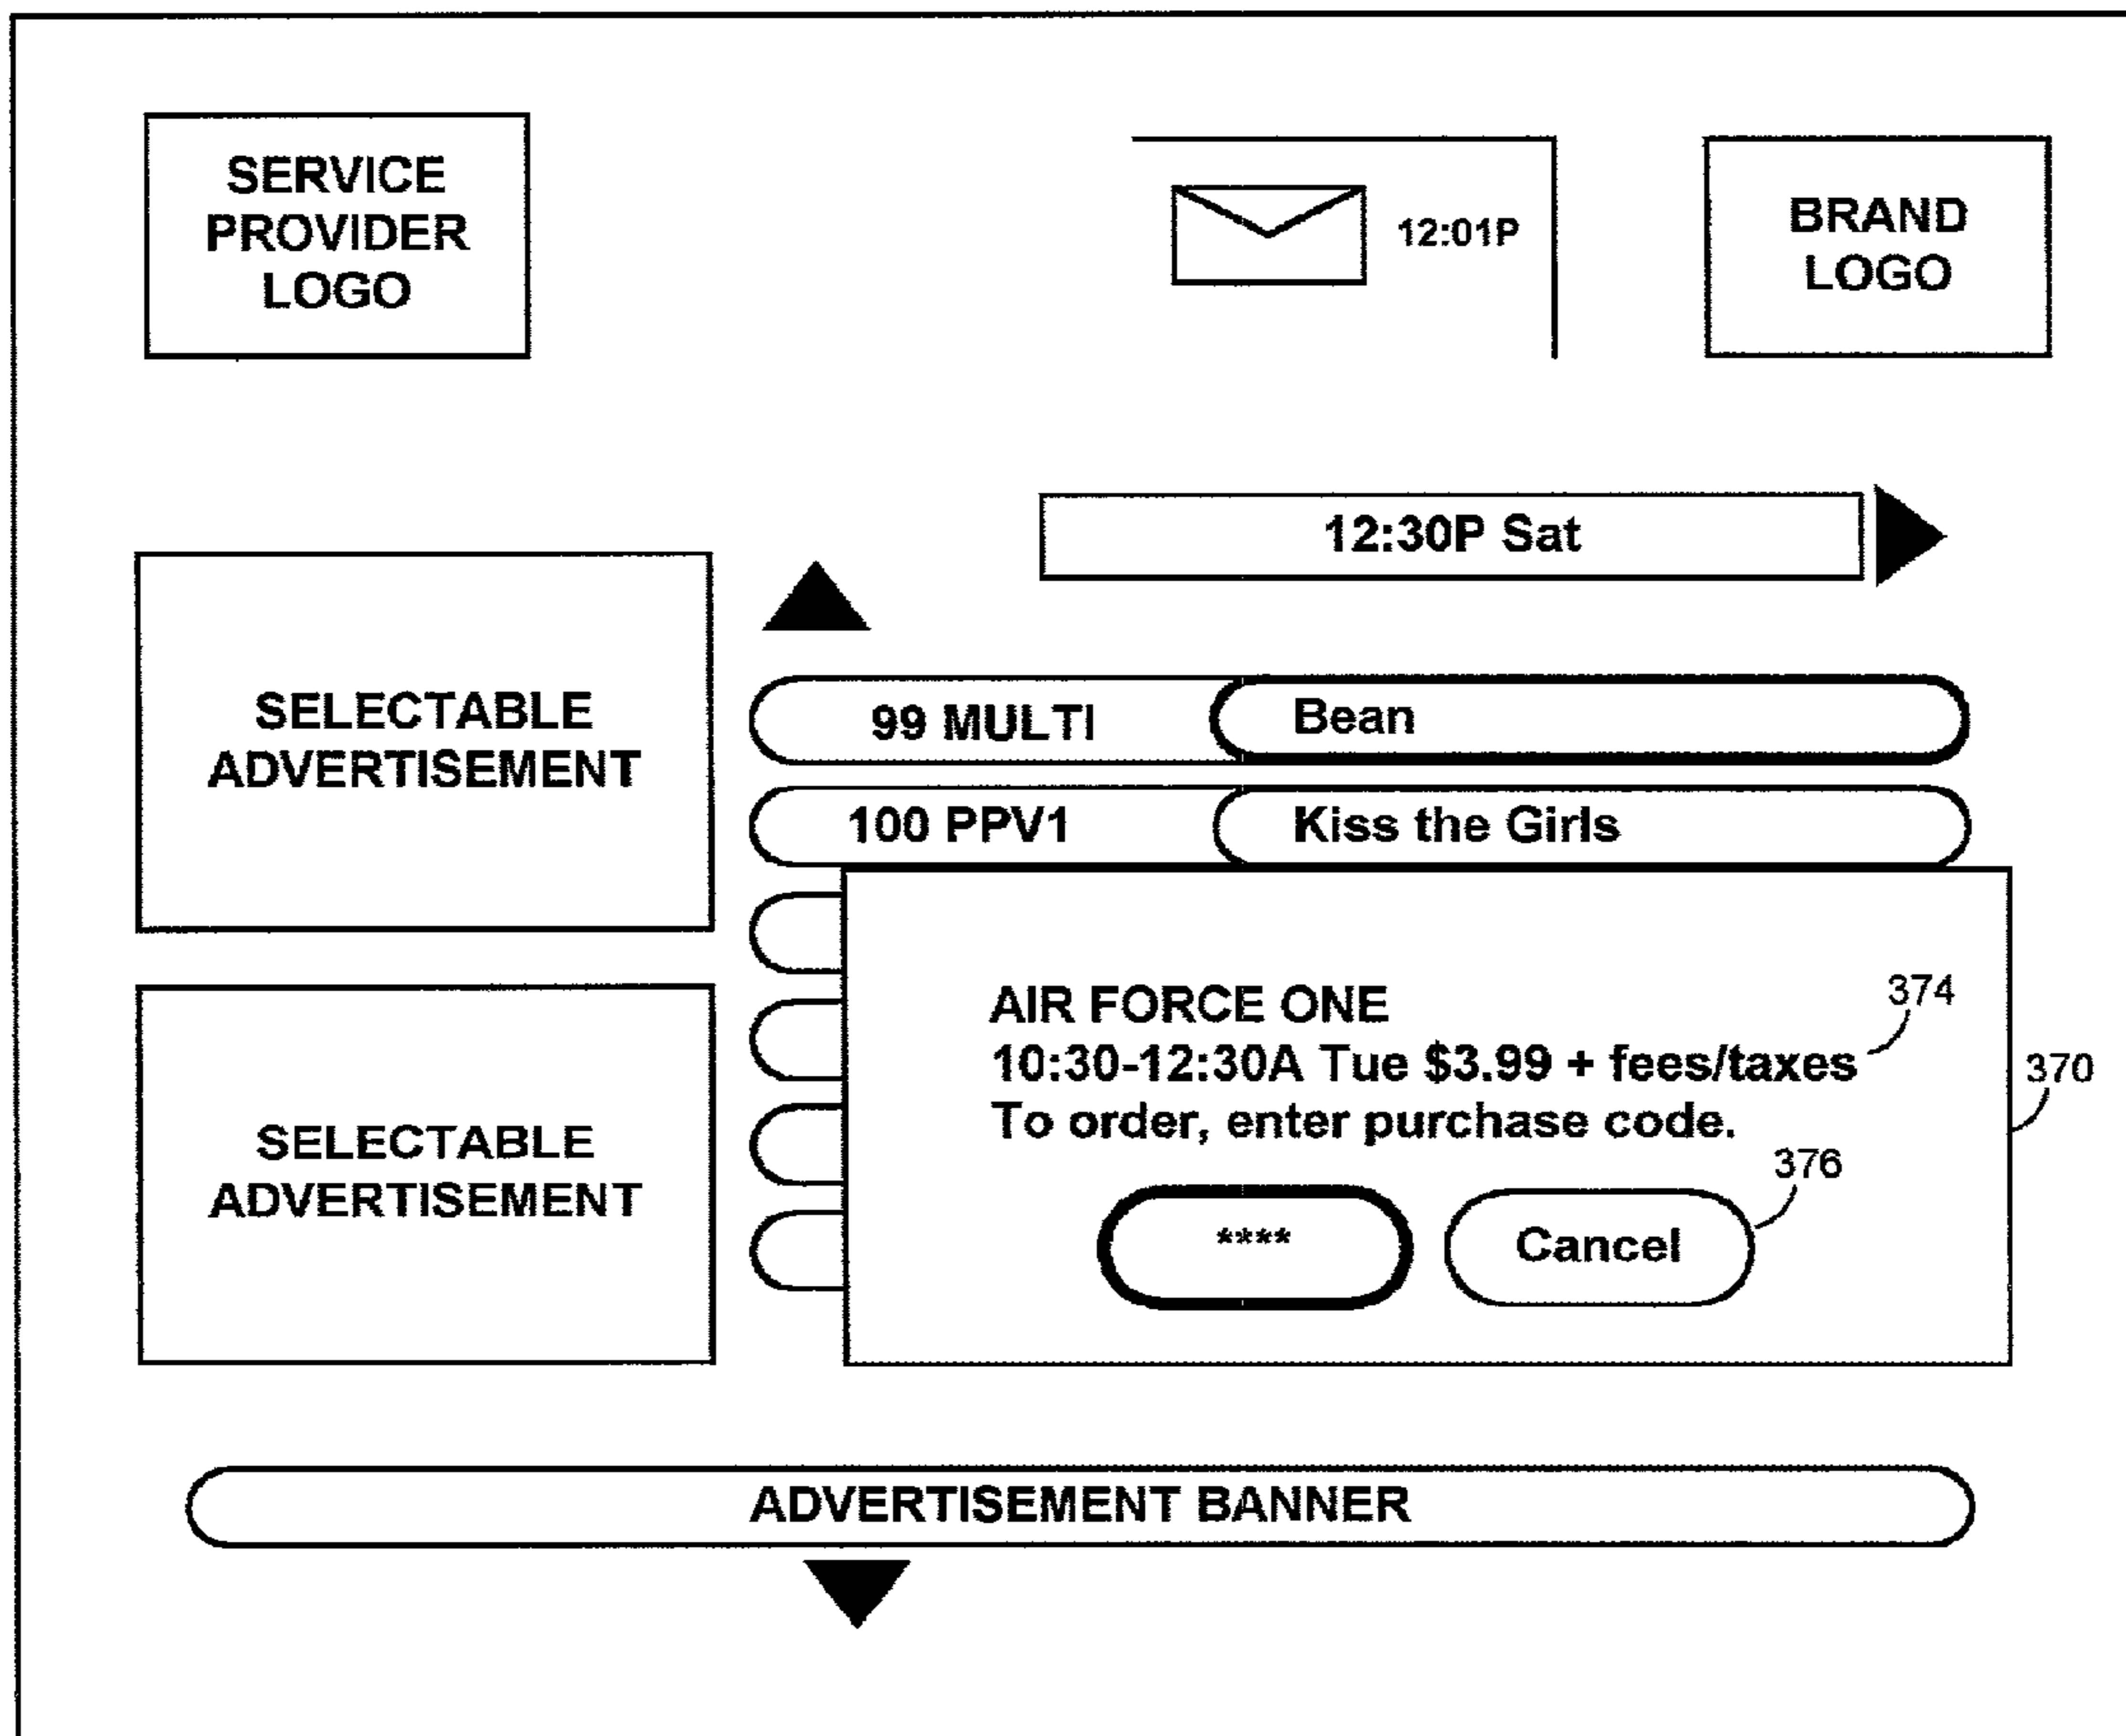 SERVICE
PROVIDER
LOGO
12:01P
BRAND
LOGO
12:30P Sat
SELECTABLE
ADVERTISEMENT
99 MULTI Bean
100 PPV1 Kiss the Girls
SELECTABLE
ADVERTISEMENT
AIR FORCE ONE
374
10:30-12:30A Tue $3.99 + fees/taxes
370
To order, enter purchase code.
376
**** Cancel
ADVERTISEMENT BANNER